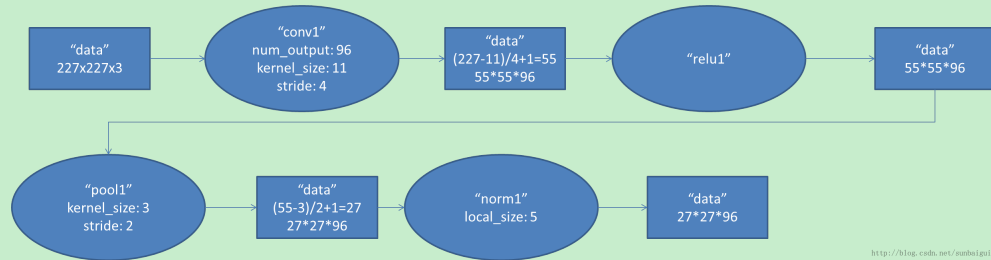 “data”
227x227x3
“conv1”
num_output: 96
kernel_size: 11
stride: 4
“data”
(227-11)/4+1=55
55*55*96
“relu1”
“data”
55*55*96
“pool1”
kernel_size: 3
stride: 2
“data”
(55-3)/2+1=27
27*27*96
“norm1”
local_size: 5
“data”
27*27*96
http://blog.csdn.net/sunbaigui